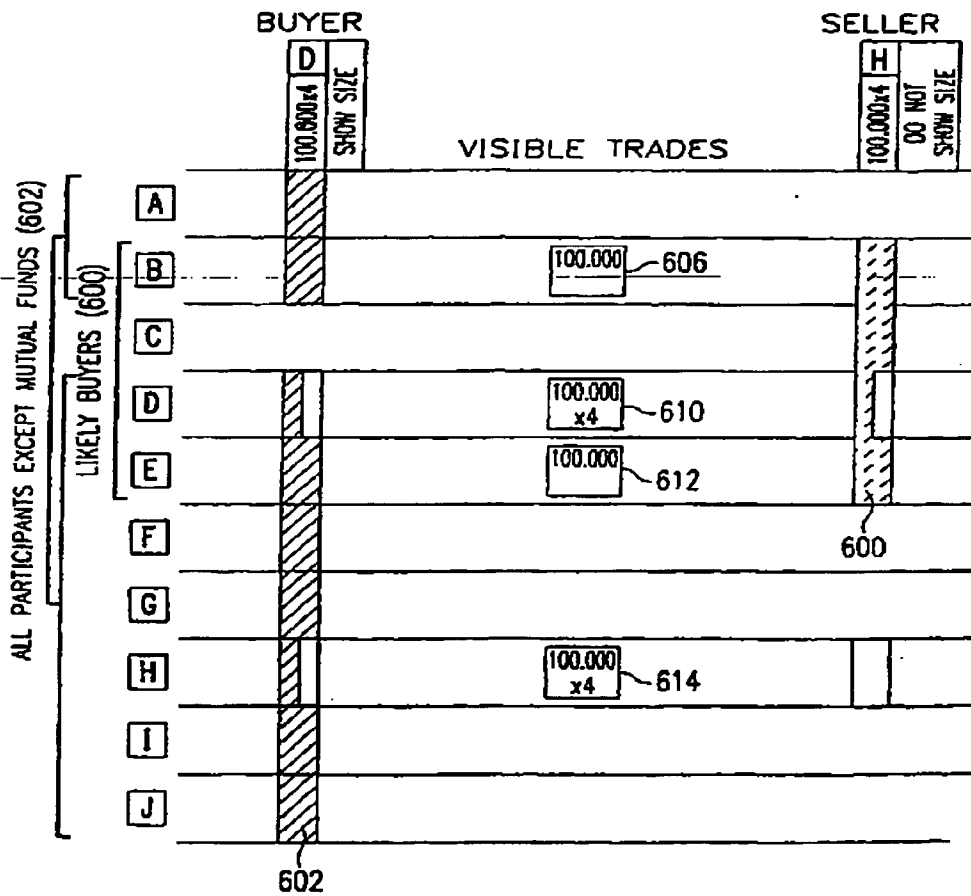 BUYER
SELLER
D
H
100.800x4
SHOW SIZE
100.000x4
DO NOT
SHOW SIZE
VISIBLE TRADES
ALL PARTICIPANTS EXCEPT MUTUAL FUNDS (602)
LIKELY BUYERS (600)
A
B
100.000
606
C
D
100.000
x4
610
E
100.000
612
600
F
G
H
100.000
x4
614
I
J
602